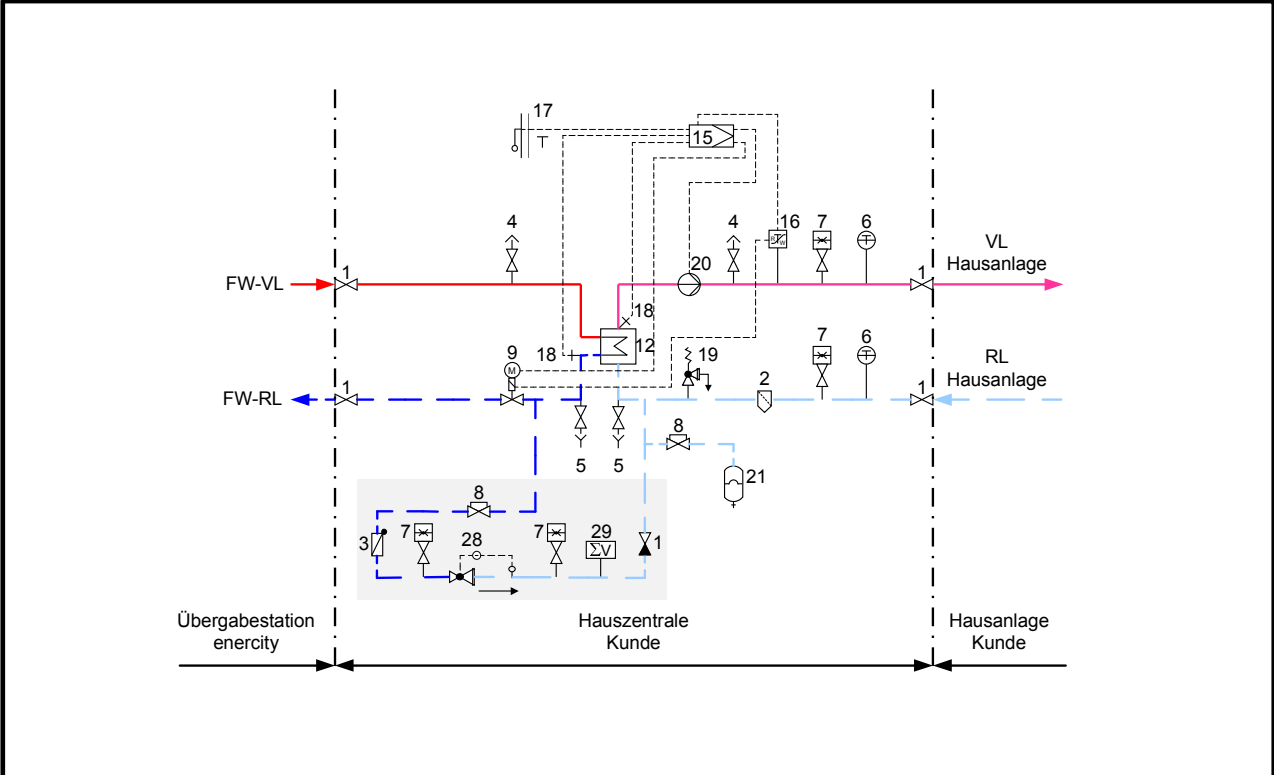 17
T
15
4
4
16
7
6
VL
Hausanlage
FW-VL
1
20
1
18
12
18
9
M
19
7
6
RL
Hausanlage
2
FW-RL
1
1
8
5
5
21
8
3
7
28
7
29
ΣV
1
Übergabestation
enercity
Hauszentrale
Kunde
Hausanlage
Kunde